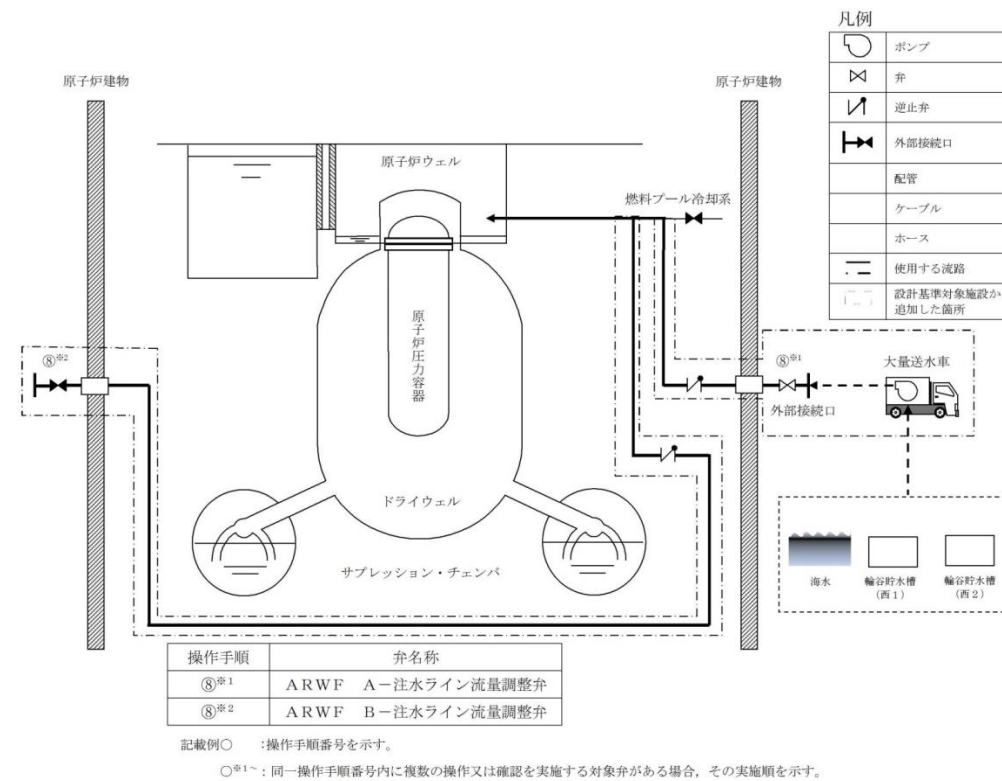 凡例
ポンプ
弁
逆止弁
外部接続口
配管
ケーブル
ホース
使用する流路
設計基準対象施設か
追加した箇所
原子炉建物
原子炉建物
原子炉ウェル
燃料プール冷却系
原子炉圧力容器
⑧※2
⑧※1
大量送水車
外部接続口
ドライウェル
サプレッション・チェンバ
海水
輪谷貯水槽
(西1)
輪谷貯水槽
(西2)
操作手順 弁名称
⑧※1 ARWF A-注水ライン流量調整弁
⑧※2 ARWF B-注水ライン流量調整弁
記載例○ :操作手順番号を示す。
○※1~:同一操作手順番号内に複数の操作又は確認を実施する対象弁がある場合,その実施順を示す。